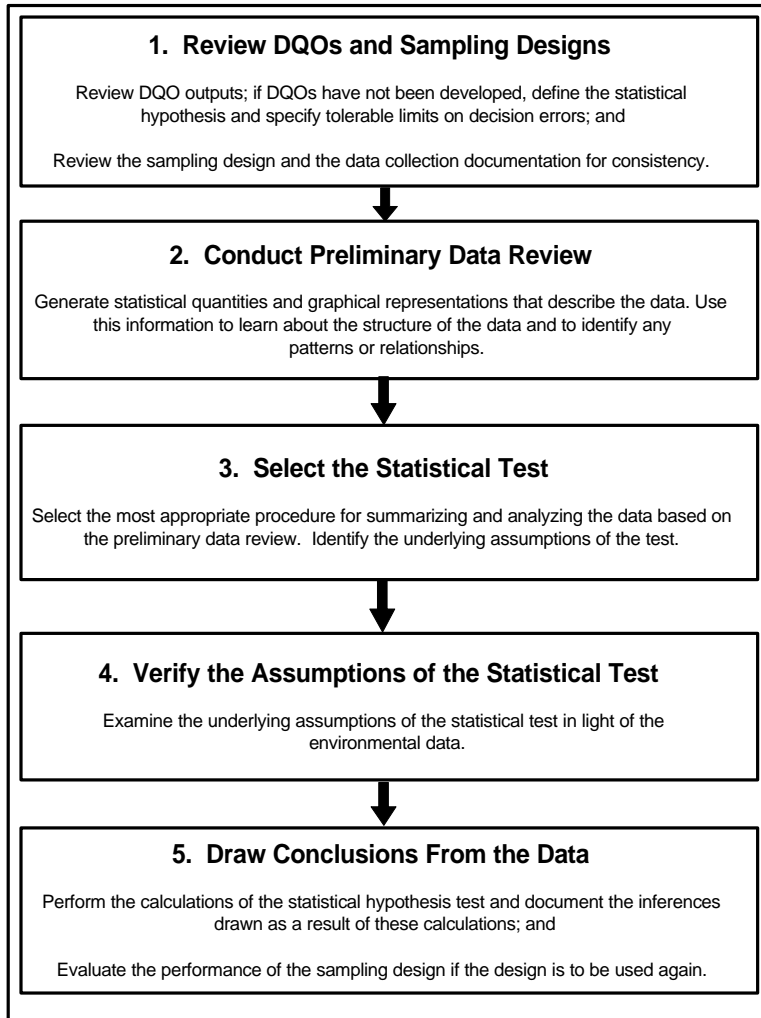 1. Review DQOs and Sampling Designs
Review DQO outputs; if DQOs have not been developed, define the statistical
hypothesis and specify tolerable limits on decision errors; and
Review the sampling design and the data collection documentation for consistency.
2. Conduct Preliminary Data Review
Generate statistical quantities and graphical representations that describe the data. Use
this information to learn about the structure of the data and to identify any
patterns or relationships.
3. Select the Statistical Test
Select the most appropriate procedure for summarizing and analyzing the data based on
the preliminary data review. Identify the underlying assumptions of the test.
4. Verify the Assumptions of the Statistical Test
Examine the underlying assumptions of the statistical test in light of the
environmental data.
5. Draw Conclusions From the Data
Perform the calculations of the statistical hypothesis test and document the inferences
drawn as a result of these calculations; and
Evaluate the performance of the sampling design if the design is to be used again.